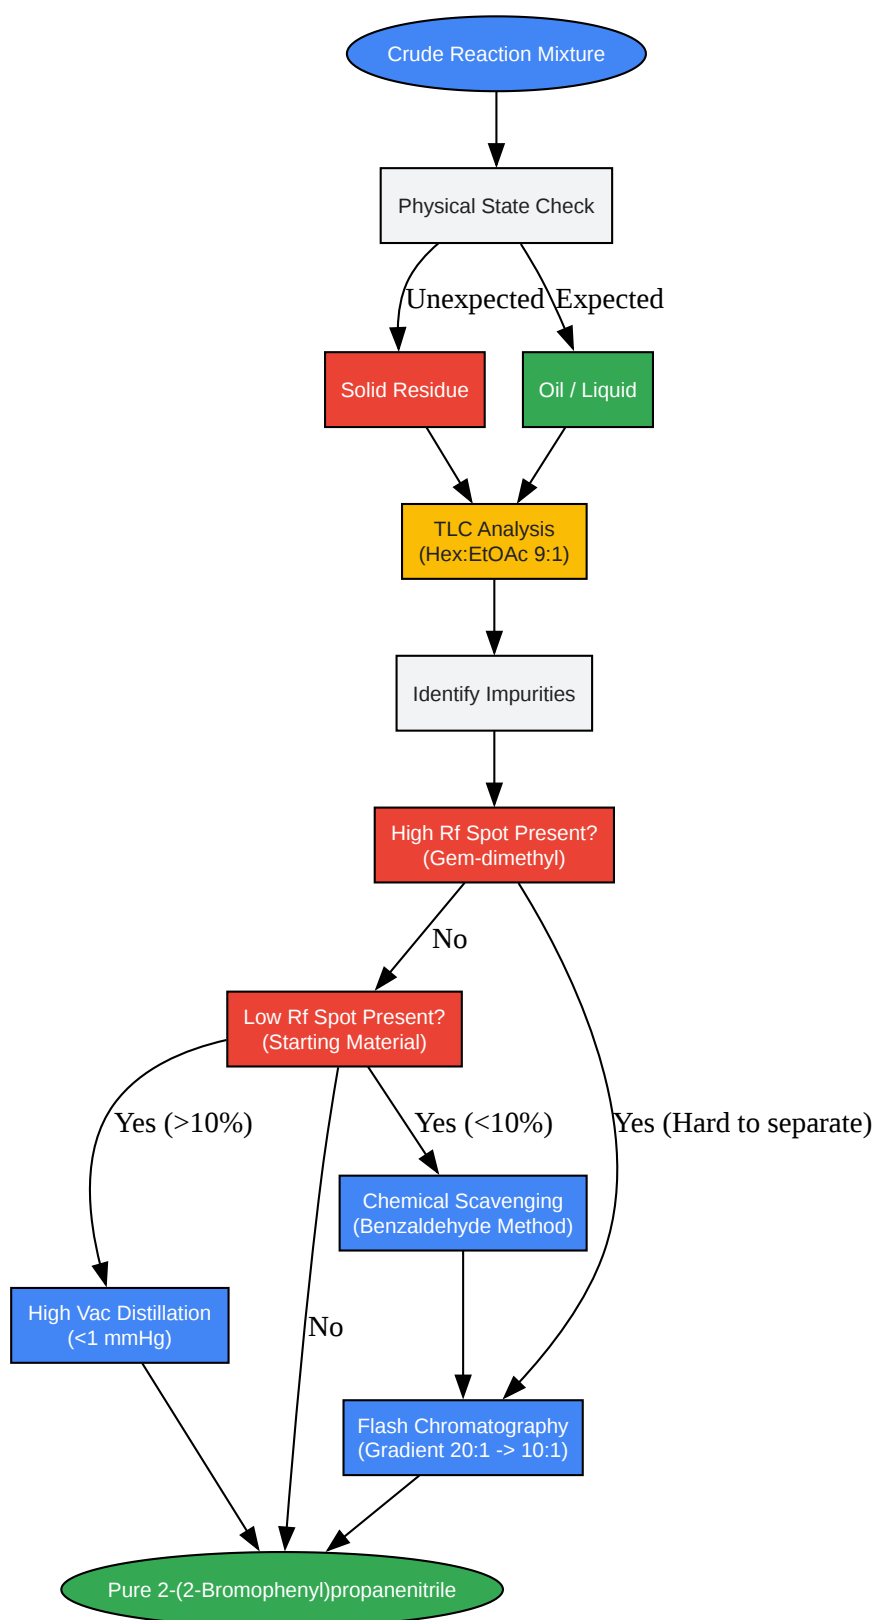 Crude Reaction Mixture
Physical State Check
Unexpected
Expected
Solid Residue
Oil / Liquid
TLC Analysis
(Hex:EtOAc 9:1)
Identify Impurities
High Rf Spot Present?
(Gem-dimethyl)
No
Low Rf Spot Present?
(Starting Material)
Yes (>10%)
Yes (<10%)
Yes (Hard to separate)
Chemical Scavenging
(Benzaldehyde Method)
High Vac Distillation
(<1 mmHg)
No
Flash Chromatography
(Gradient 20:1 -> 10:1)
Pure 2-(2-Bromophenyl)propanenitrile